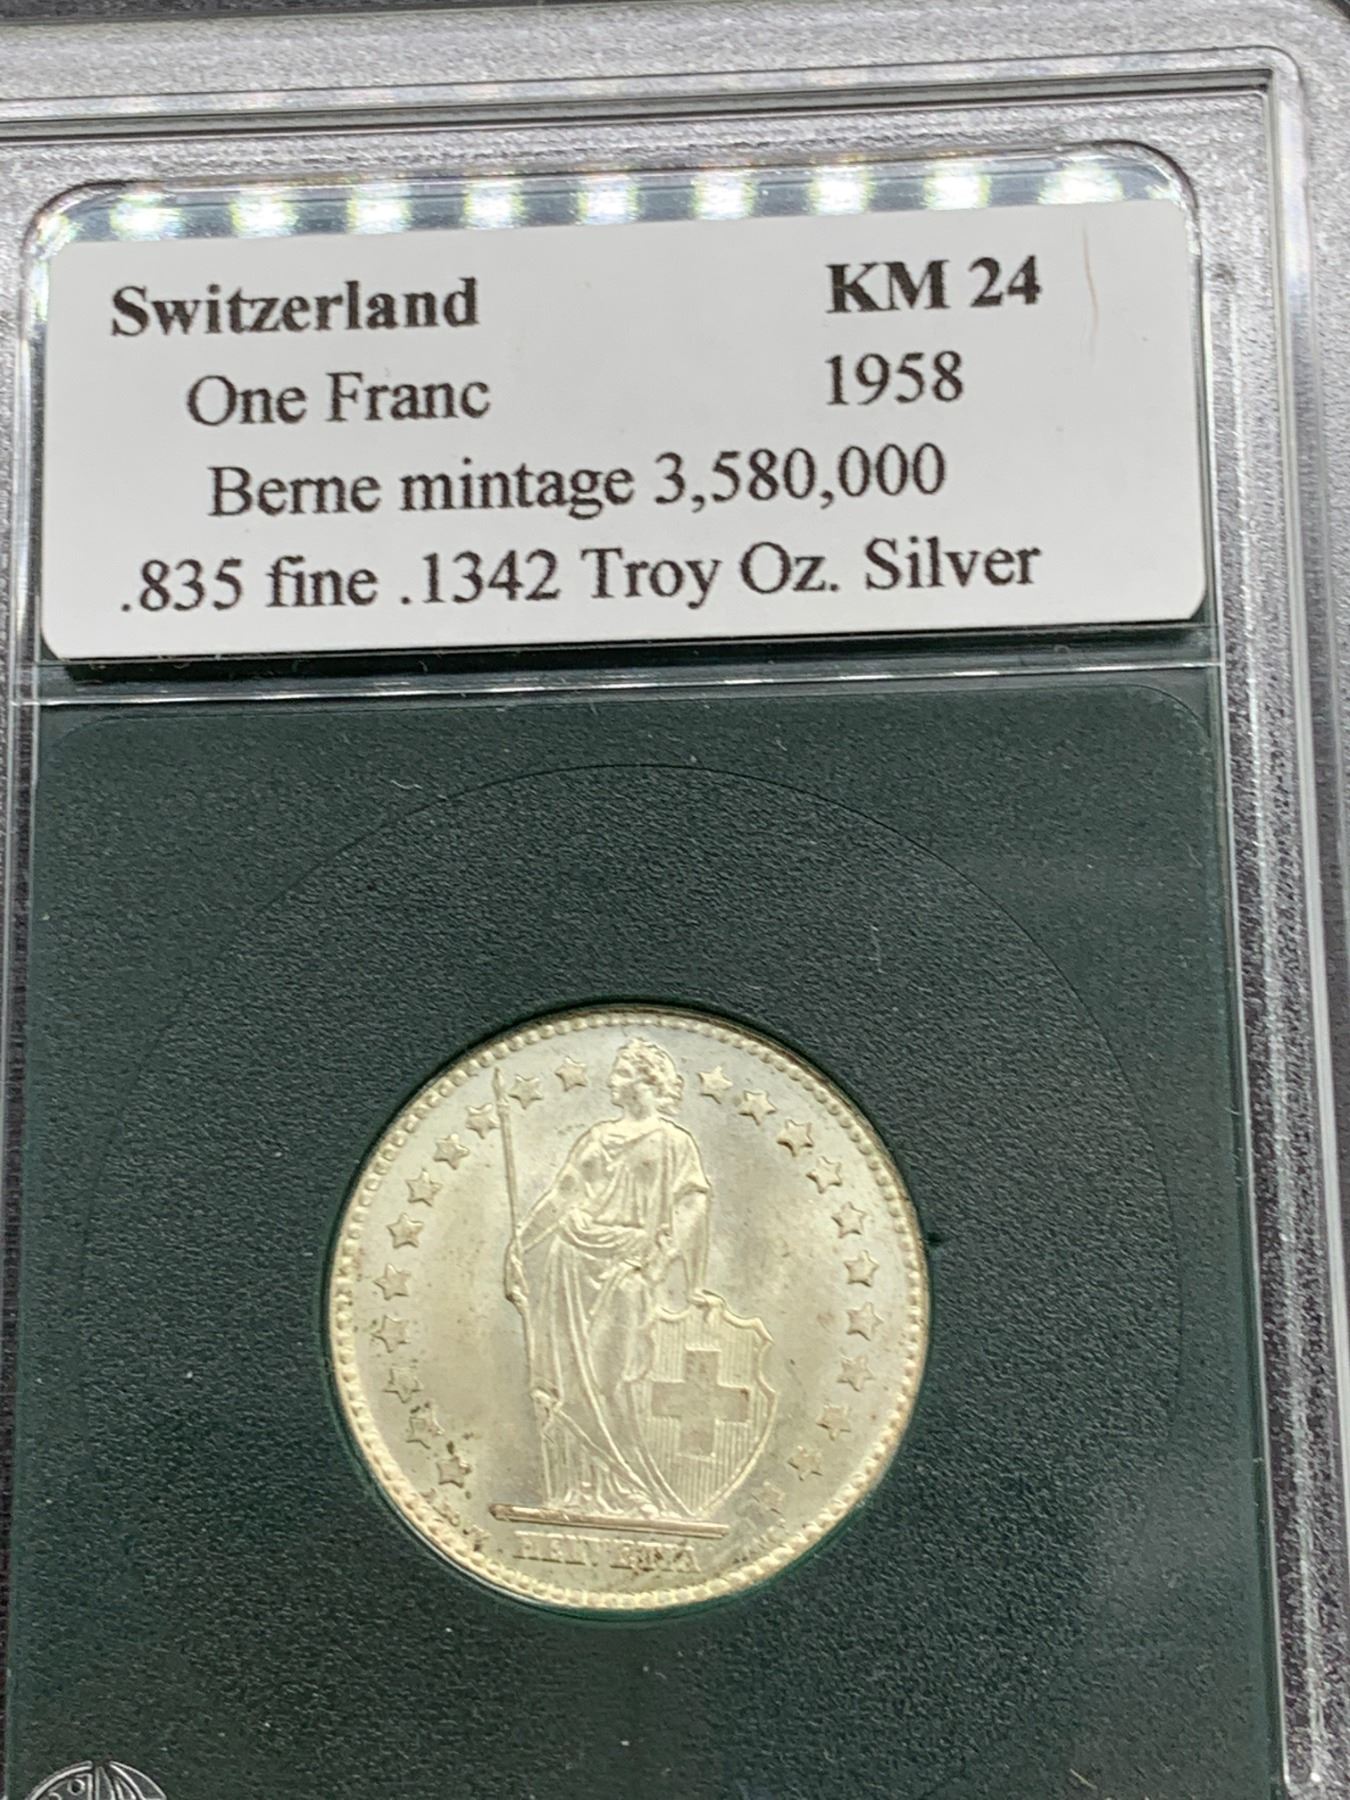 Switzerland KM 24
One Franc 1958
Berne mintage 3,580,000
.835 fine .1342 Troy Oz. Silver
HELVETIA